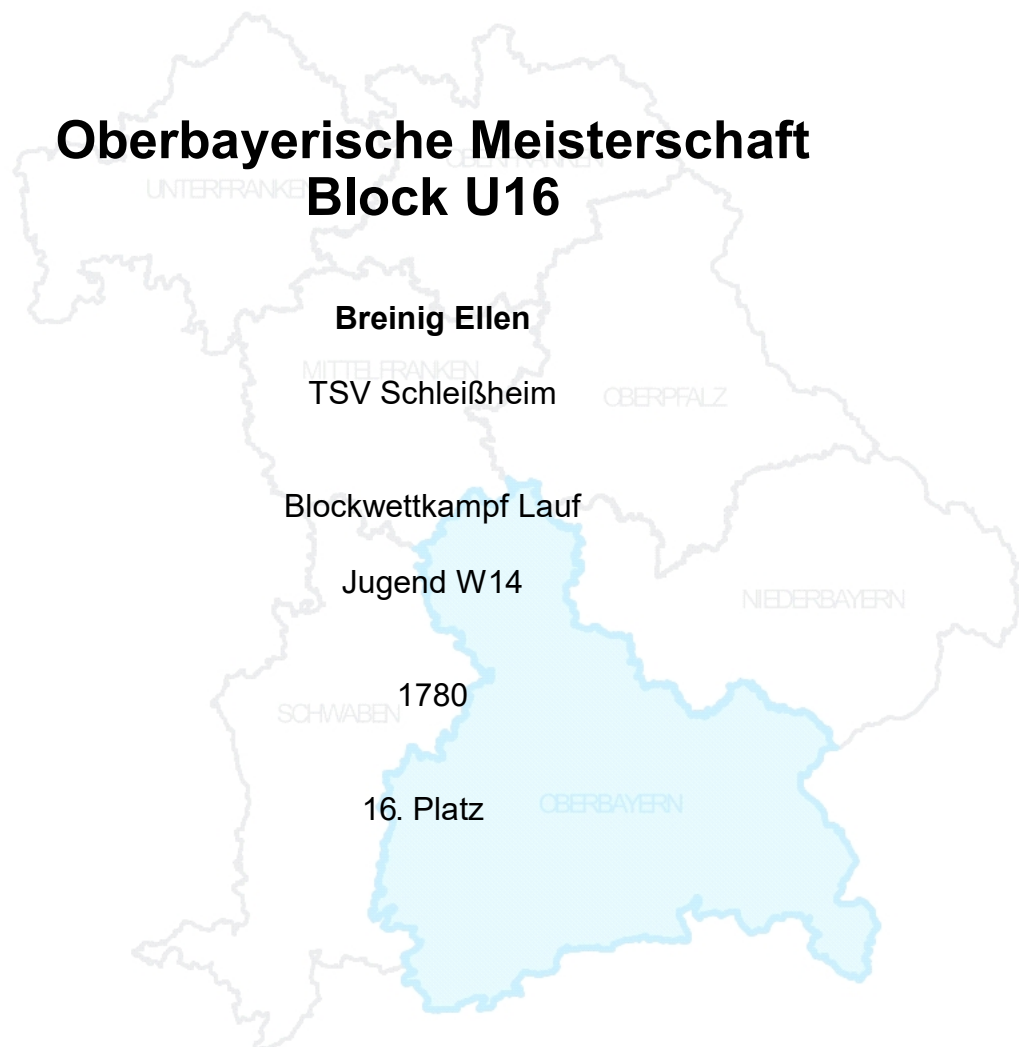 Oberbayerische Meisterschaft
OBERFRANKEN
UNTERFRANKEN
Block U16
Breinig Ellen
MITTELFRANKEN
TSV Schleißheim
OBERPFALZ
Blockwettkampf Lauf
Jugend W14
NIEDERBAYERN
1780
SCHWABEN
16. Platz
OBERBAYERN